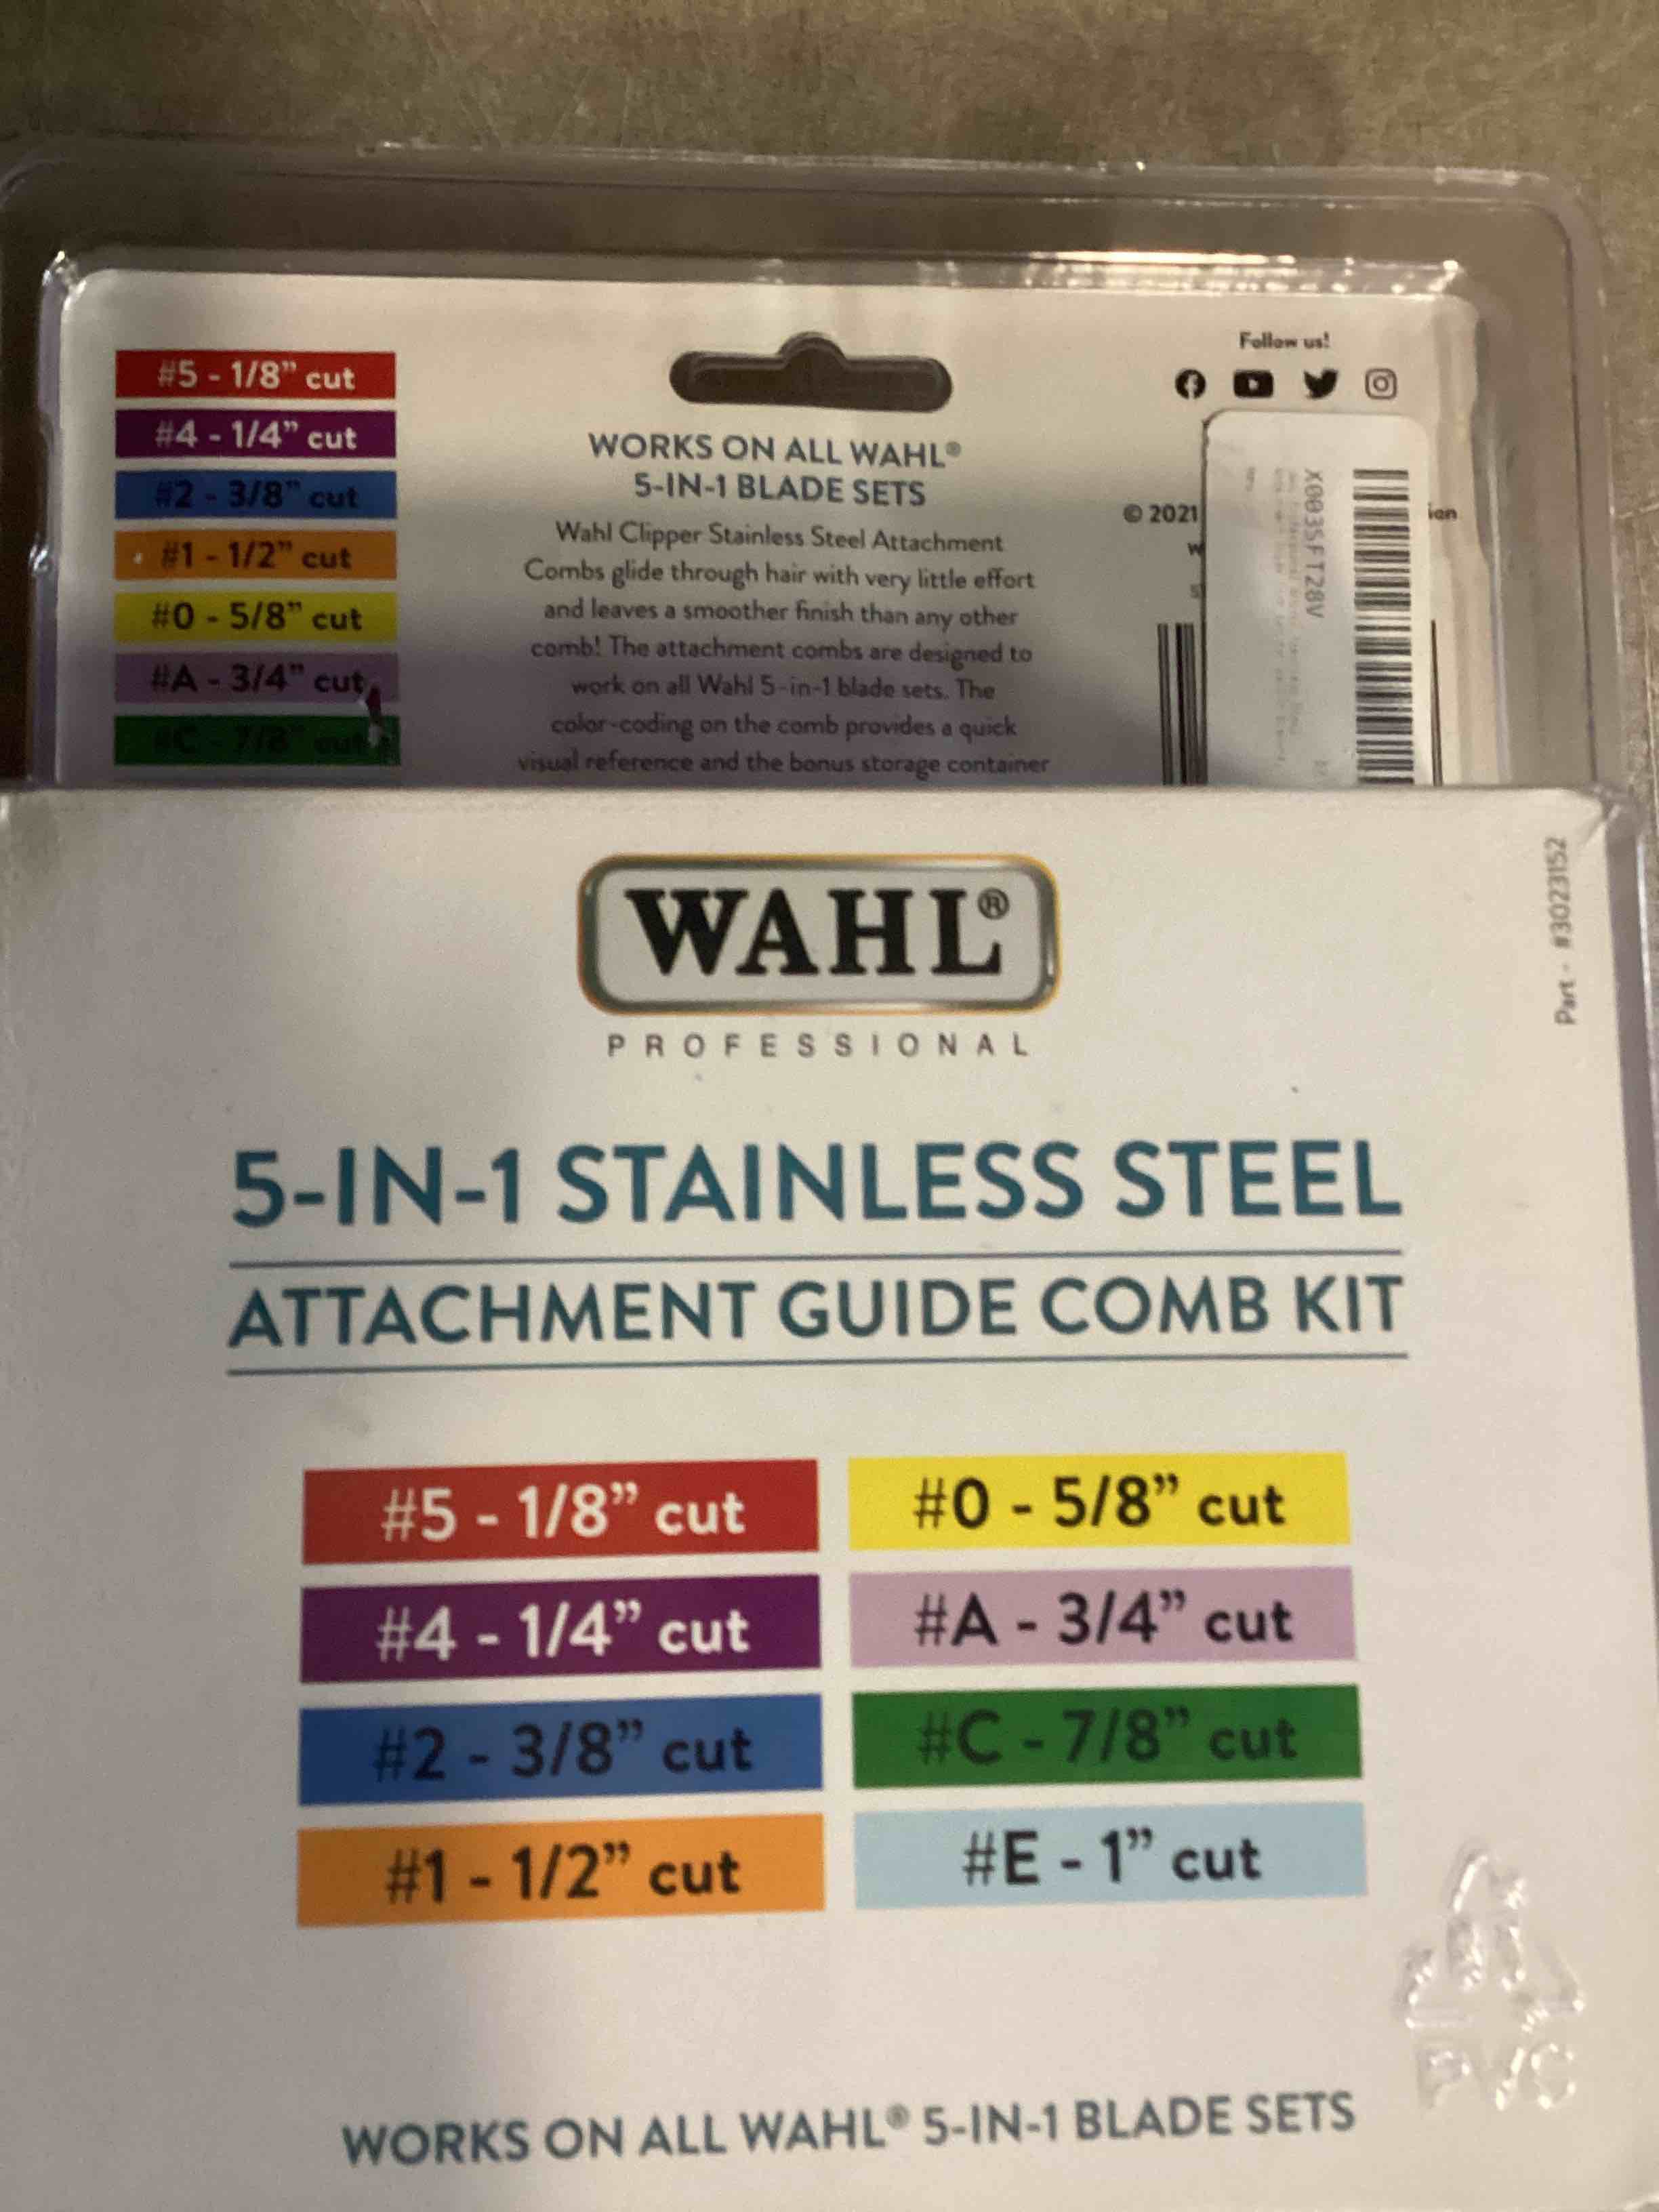 #5 - 1/8” cut
#4 - 1/4” cut
#2 - 3/8” cut
#1 - 1/2” cut
#0 - 5/8” cut
#A - 3/4” cut
#C - 7/8” cut
WORKS ON ALL WAHL®
5-IN-1 BLADE SETS
Wahl Clipper Stainless Steel Attachment
Combs glide through hair with very little effort
and leaves a smoother finish than any other
comb! The attachment combs are designed to
work on all Wahl 5-in-1 blade sets. The
color-coding on the comb provides a quick
visual reference and the bonus storage container
Follow us!
© 2021
X003SFT28V
Part - #3023152
WAHL®
PROFESSIONAL
5-IN-1 STAINLESS STEEL
ATTACHMENT GUIDE COMB KIT
#5 - 1/8” cut
#4 - 1/4” cut
#2 - 3/8” cut
#1 - 1/2” cut
#0 - 5/8” cut
#A - 3/4” cut
#C - 7/8” cut
#E - 1” cut
PVC
WORKS ON ALL WAHL® 5-IN-1 BLADE SETS